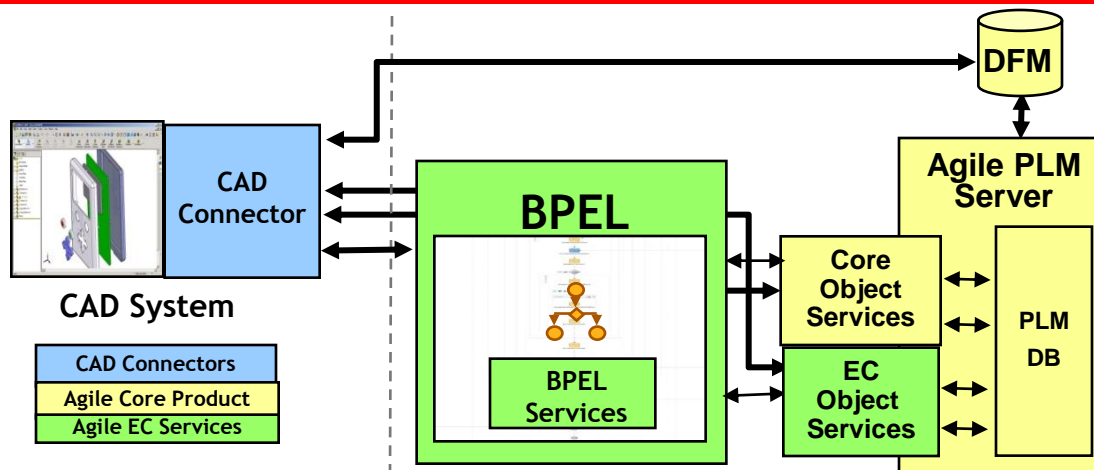 DFM
Agile PLM
Server
CAD
Connector
BPEL
Core
Object
Services
PLM
DB
CAD System
CAD Connectors
Agile Core Product
Agile EC Services
BPEL
Services
EC
Object
Services